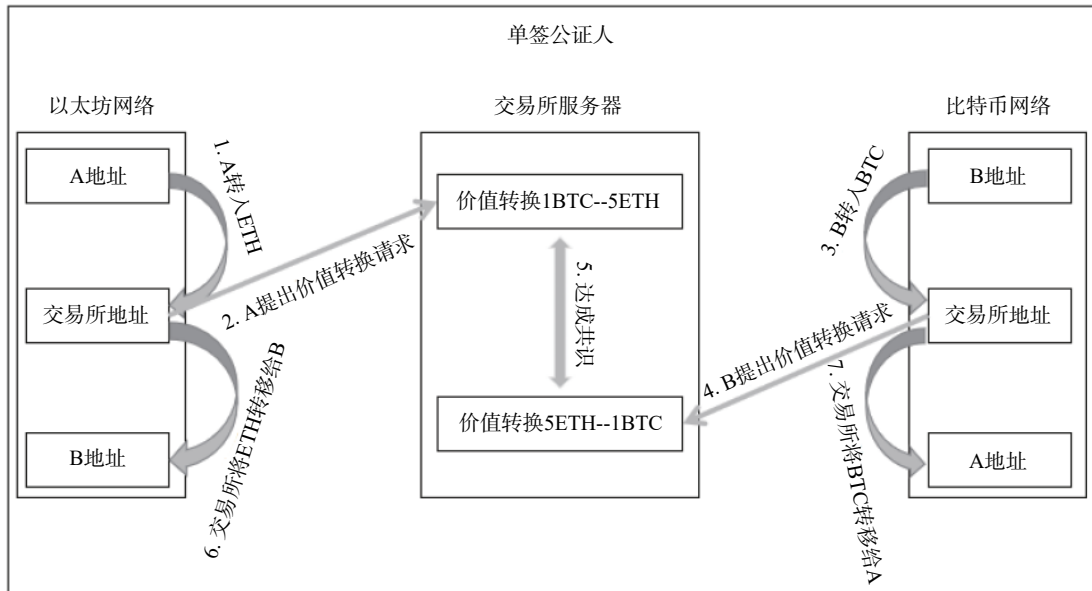 单签公证人
以太坊网络
交易所服务器
比特币网络
A地址
交易所地址
B地址
1. A转入ETH
2. A提出价值转换请求
6. 交易所将ETH转移给B
价值转换1BTC--5ETH
5. 达成共识
价值转换5ETH--1BTC
3. B转入BTC
4. B提出价值转换请求
7. 交易所将BTC转移给A
B地址
交易所地址
A地址